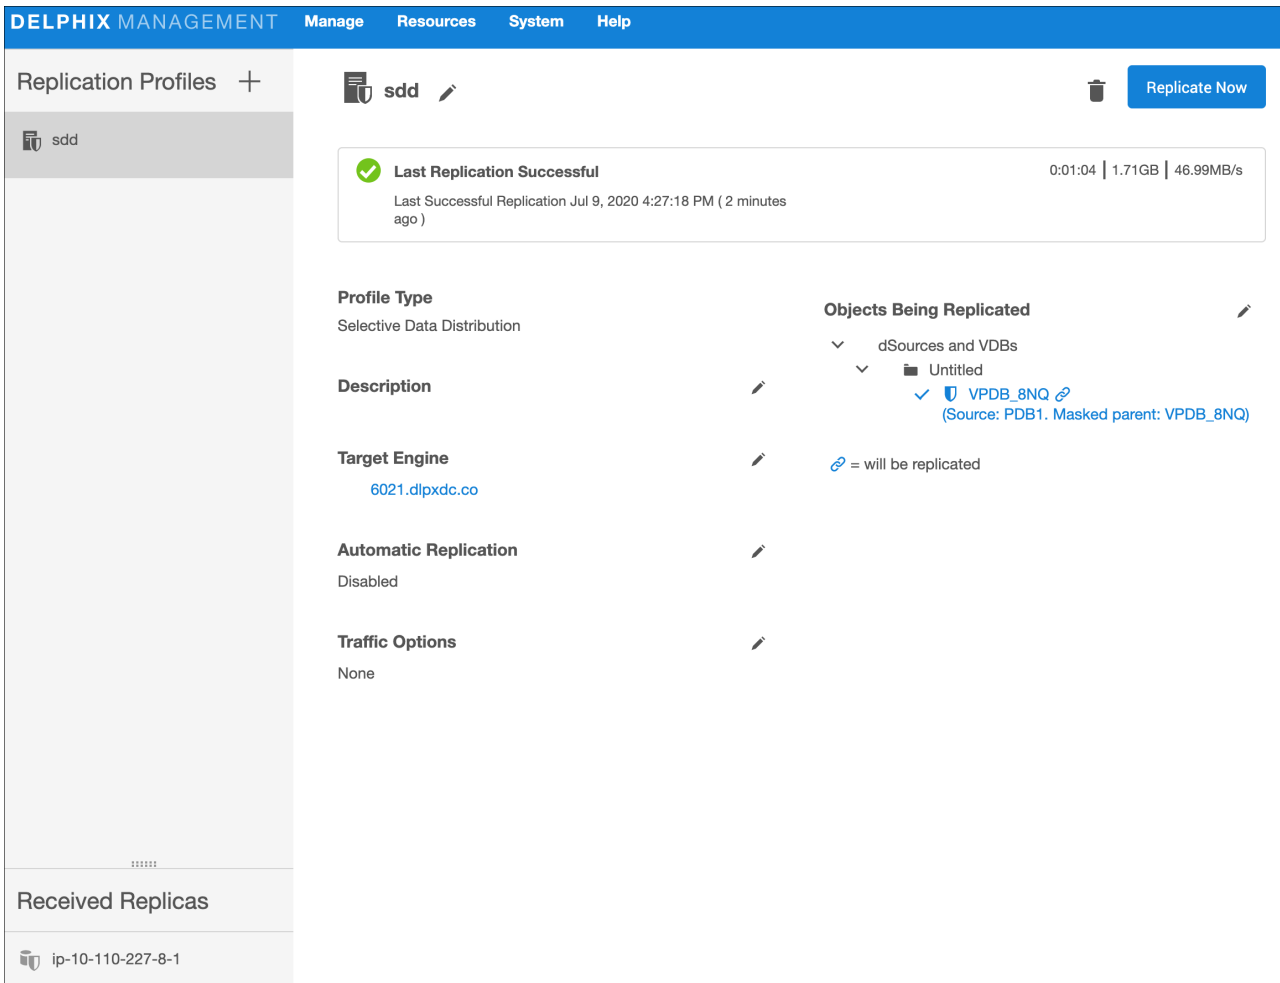 DELPHIX MANAGEMENT Manage Resources System Help
Replication Profiles
sdd
sdd
Replicate Now
Last Replication Successful
0:01:04 | 1.71GB | 46.99MB/s
Last Successful Replication Jul 9, 2020 4:27:18 PM ( 2 minutes
ago )
Profile Type
Selective Data Distribution
Description
Target Engine
6021.dlpxdc.co
Automatic Replication
Disabled
Traffic Options
None
Objects Being Replicated
dSources and VDBs
Untitled
VPDB_8NQ
(Source: PDB1. Masked parent: VPDB_8NQ)
= will be replicated
Received Replicas
ip-10-110-227-8-1